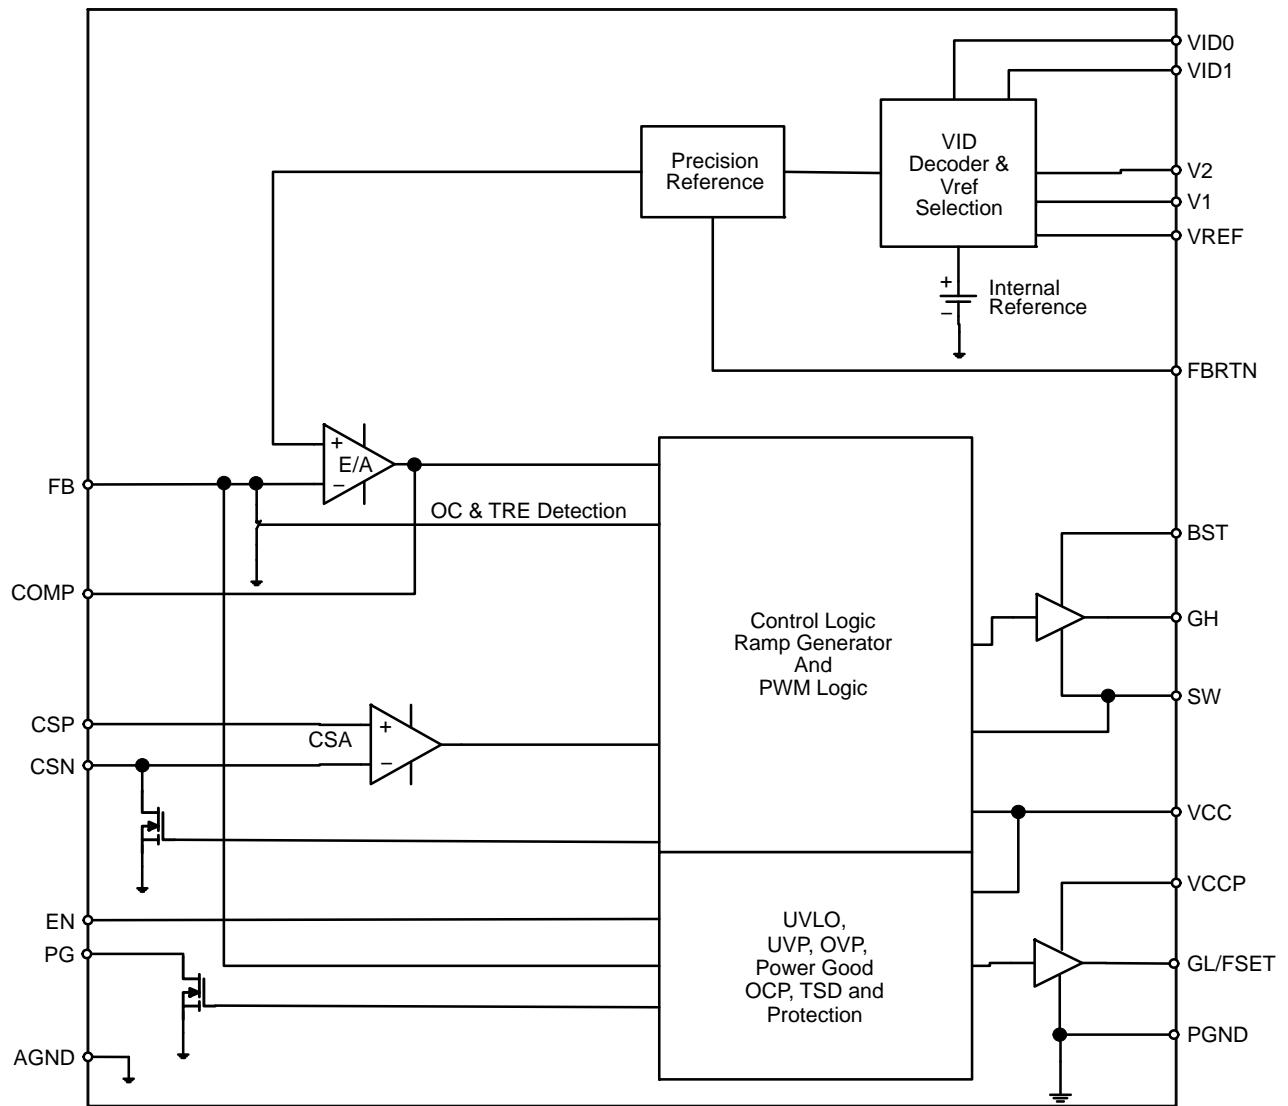 VID0
VID1
VID
Decoder &
Vref
Selection
Precision
Reference
V2
V1
VREF
+
−
Internal
Reference
FBRTN
+
E/A
−
FB
OC & TRE Detection
BST
COMP
GH
Control Logic
Ramp Generator
And
PWM Logic
SW
CSP
+
CSA
−
CSN
VCC
VCCP
EN
UVLO,
UVP, OVP,
Power Good
OCP, TSD and
Protection
PG
GL/FSET
PGND
AGND